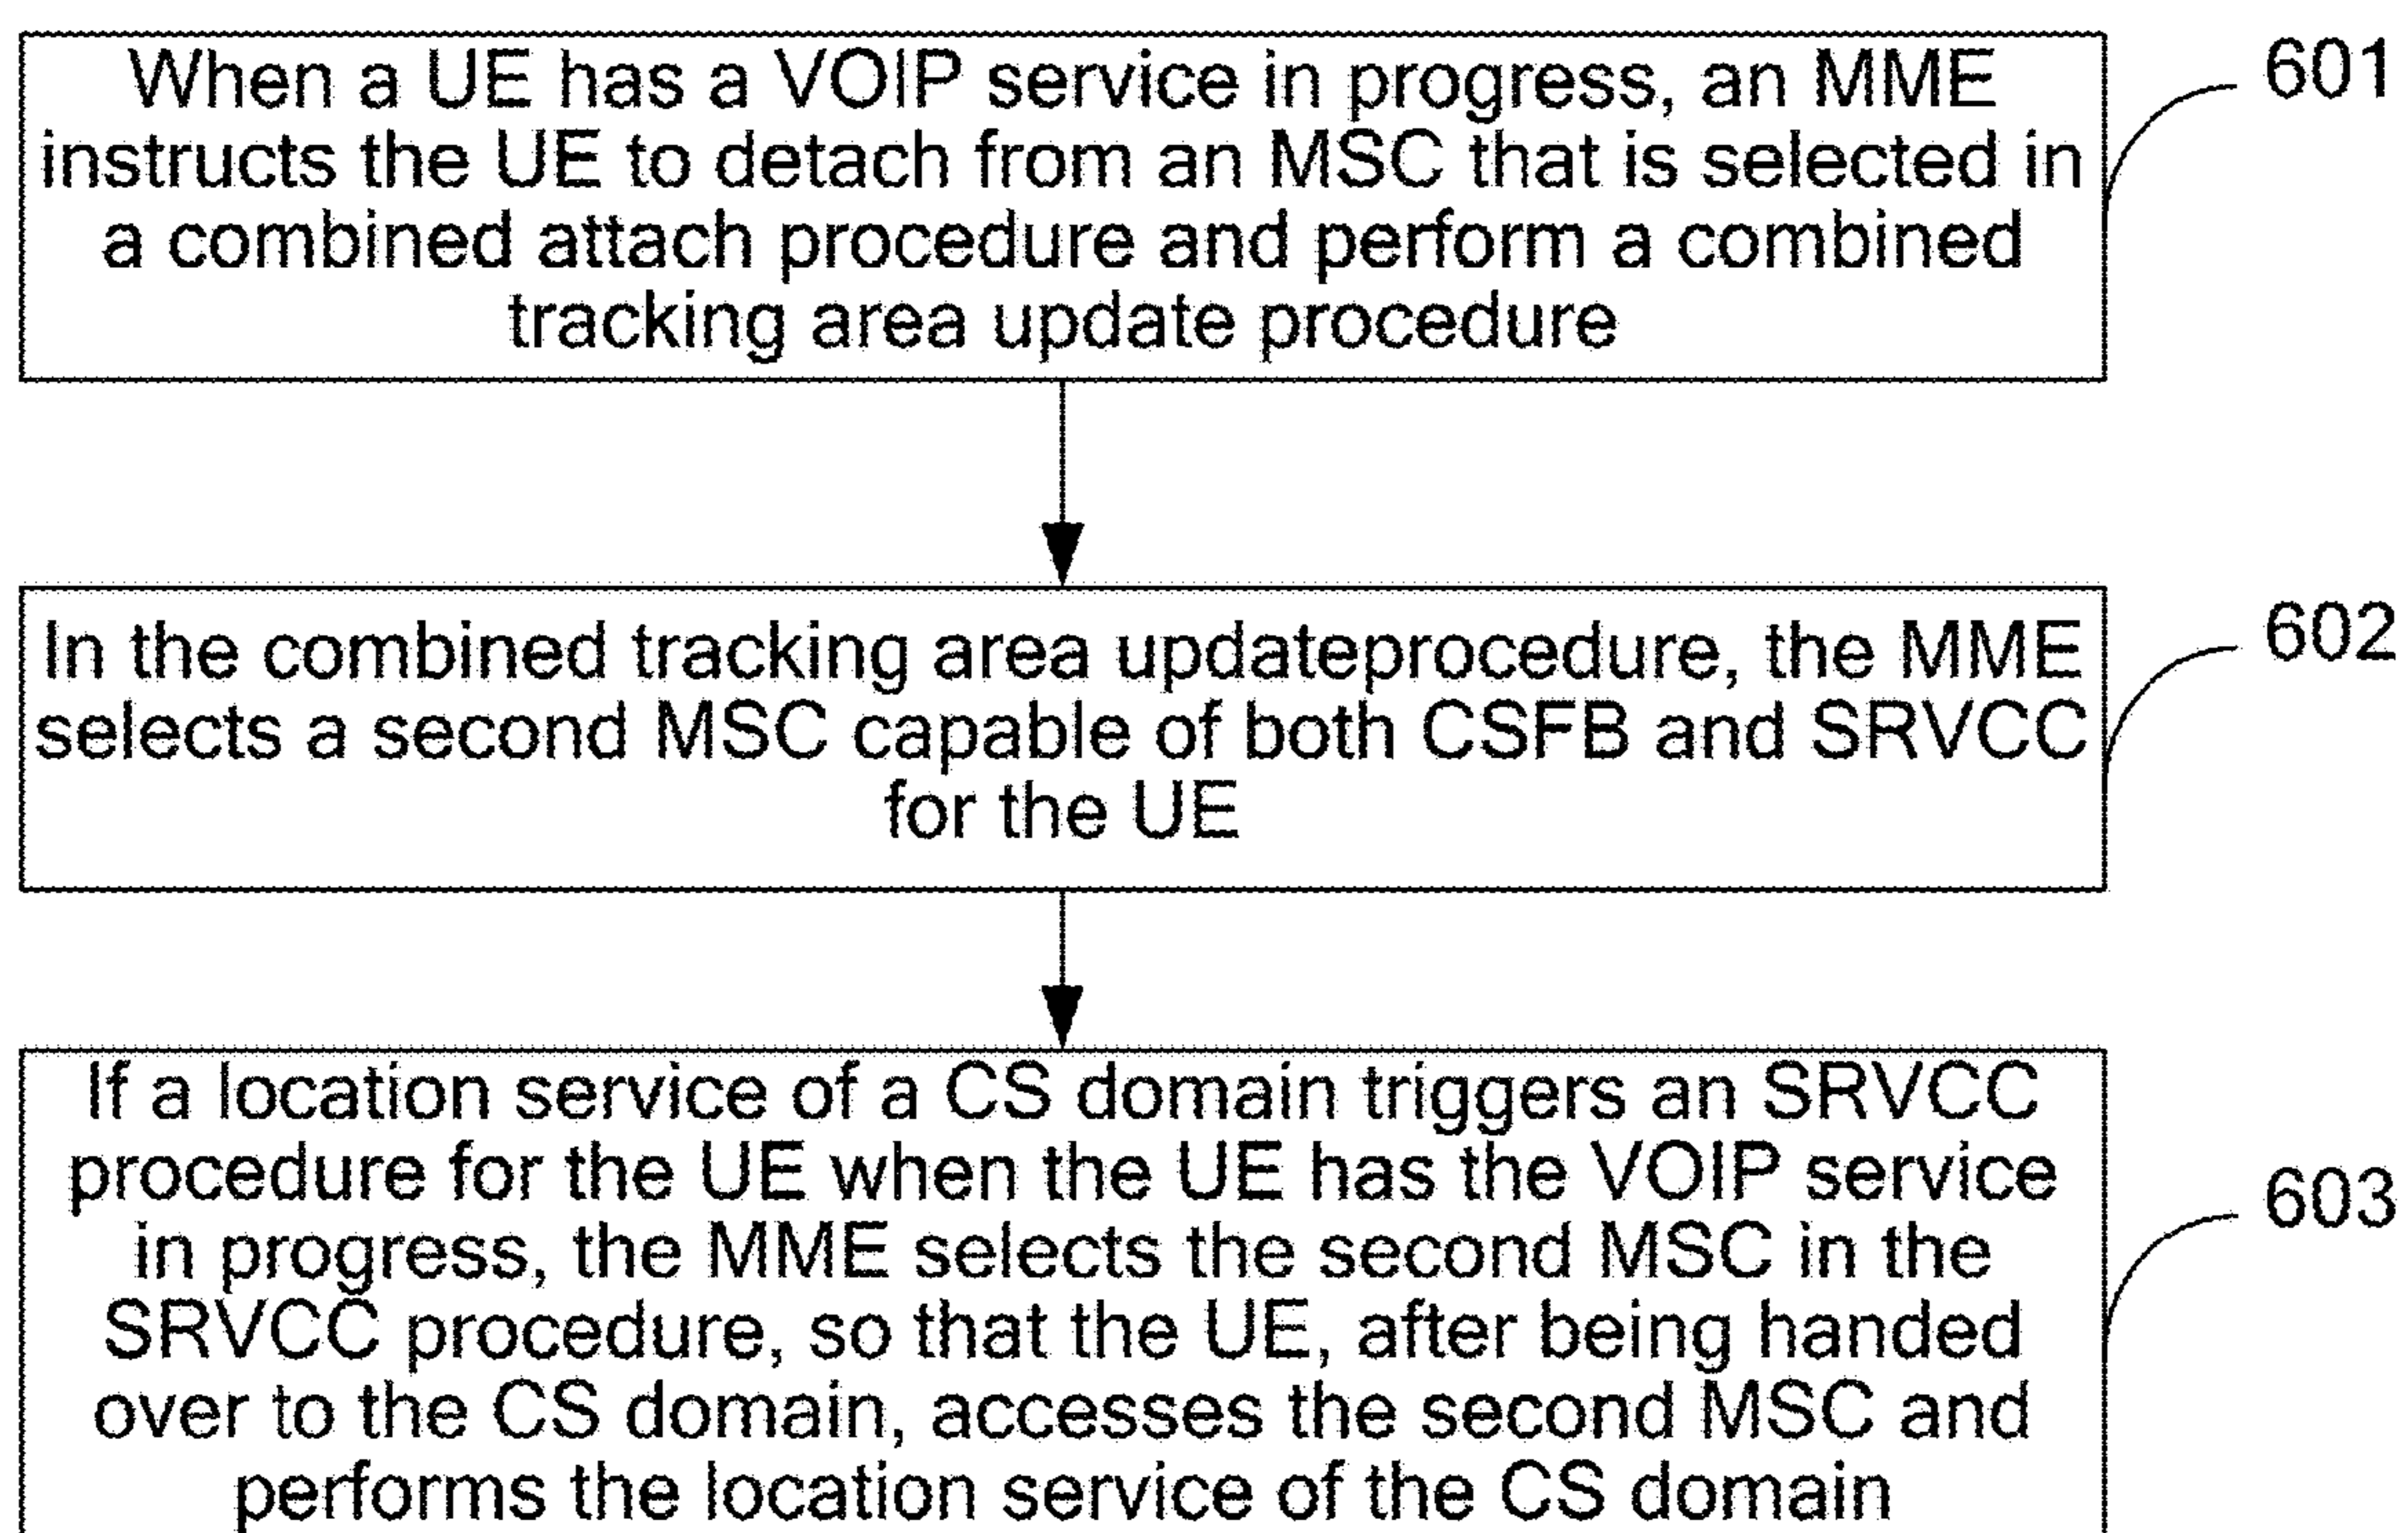 When a UE has a VOIP service in progress, an MME
instructs the UE to detach from an MSC that is selected in
a combined attach procedure and perform a combined
tracking area update procedure
601
In the combined tracking area updateprocedure, the MME
selects a second MSC capable of both CSFB and SRVCC
for the UE
602
If a location service of a CS domain triggers an SRVCC
procedure for the UE when the UE has the VOIP service
in progress, the MME selects the second MSC in the
SRVCC procedure, so that the UE, after being handed
over to the CS domain, accesses the second MSC and
performs the location service of the CS domain
603